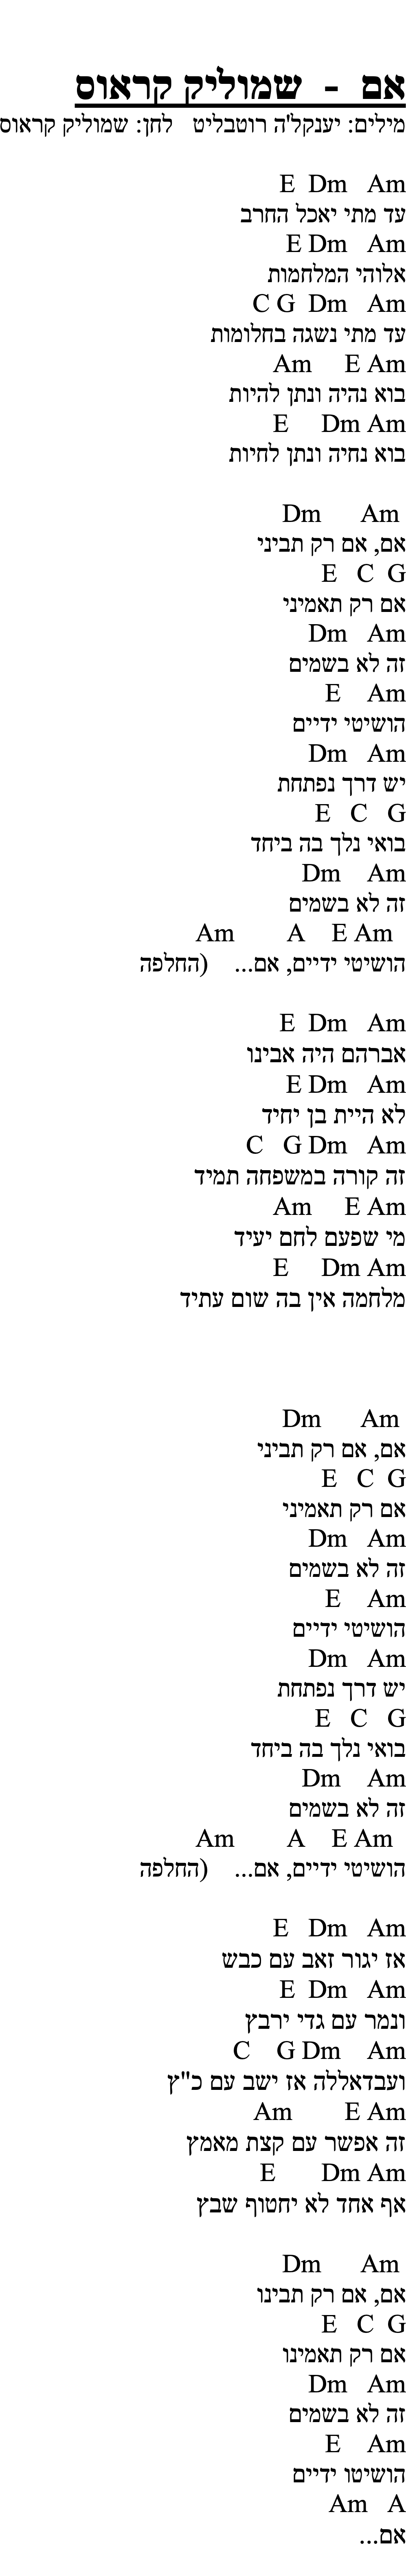 אם - שמוליק קראוס
מילים: יענקל'ה רוטבליט לחן: שמוליק קראוס
E Dm Am
עד מתי יאכל החרב
E Dm Am
אלוהי המלחמות
C G Dm Am
עד מתי נשגה בחלומות
Am E Am
בוא נהיה ונתן להיות
E Dm Am
בוא נחיה ונתן לחיות
Dm Am
אם, אם רק תביני
E C G
אם רק תאמיני
Dm Am
זה לא בשמים
E Am
הושיטי ידיים
Dm Am
יש דרך נפתחת
E C G
בואי נלך בה ביחד
Dm Am
זה לא בשמים
Am A E Am
הושיטי ידיים, אם... (החלפה
E Dm Am
אברהם היה אבינו
E Dm Am
לא היית בן יחיד
C G Dm Am
זה קורה במשפחה תמיד
Am E Am
מי שפעם לחם יעיד
E Dm Am
מלחמה אין בה שום עתיד
Dm Am
אם, אם רק תביני
E C G
אם רק תאמיני
Dm Am
זה לא בשמים
E Am
הושיטי ידיים
Dm Am
יש דרך נפתחת
E C G
בואי נלך בה ביחד
Dm Am
זה לא בשמים
Am A E Am
הושיטי ידיים, אם... (החלפה
E Dm Am
אז יגור זאב עם כבש
E Dm Am
ונמר עם גדי ירבץ
C G Dm Am
ועבדאללה אז ישב עם כ"ץ
Am E Am
זה אפשר עם קצת מאמץ
E Dm Am
אף אחד לא יחטוף שבץ
Dm Am
אם, אם רק תבינו
E C G
אם רק תאמינו
Dm Am
זה לא בשמים
E Am
הושיטו ידיים
Am A
אם...